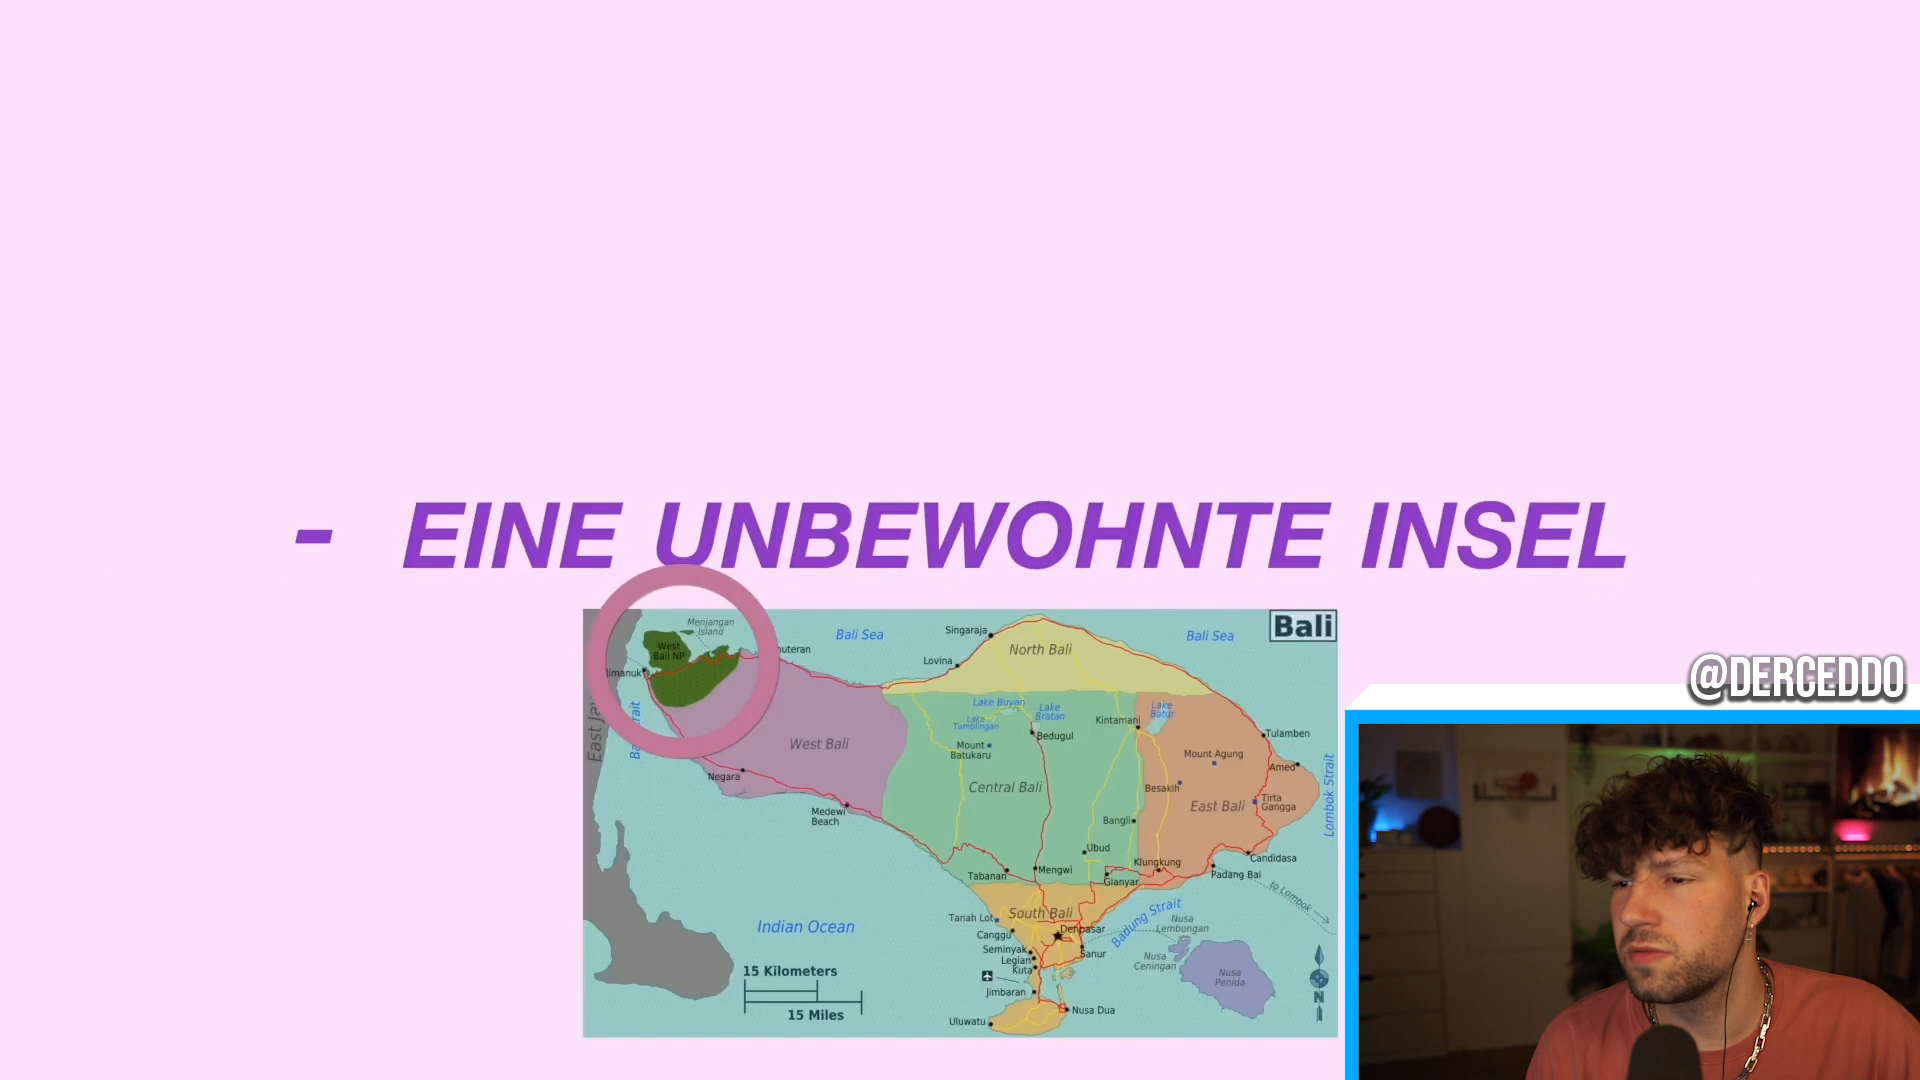 - EINE UNBEWOHNTE INSEL
Bali
Menjangan
Island
West
Bali NP
Bali Sea
Singaraja
Bali Sea
North Bali
Lovina
Lake Buyan
Lake
Bratan
Lake
Tamblingan
Lake
Batur
Kintamani
Bedugul
Mount
Batukaru
West Bali
Negara
Medewi
Beach
Central Bali
Mount Agung
Tulamben
Amed
Besakih
East Bali
Tirta
Gangga
Lombok Strait
Bangli
Ubud
Klungkung
Candidasa
Padang Bai
Tabanan
Mengwi
Gianyar
to Lombok
South Bali
Badung Strait
Tanah Lot
Denpasar
Canggu
Seminyak
Sanur
Legian
Kuta
Nusa
Lembongan
Nusa
Ceningan
Nusa
Penida
Indian Ocean
15 Kilometers
15 Miles
Jimbaran
Nusa Dua
Uluwatu
N
@DERCEDDO